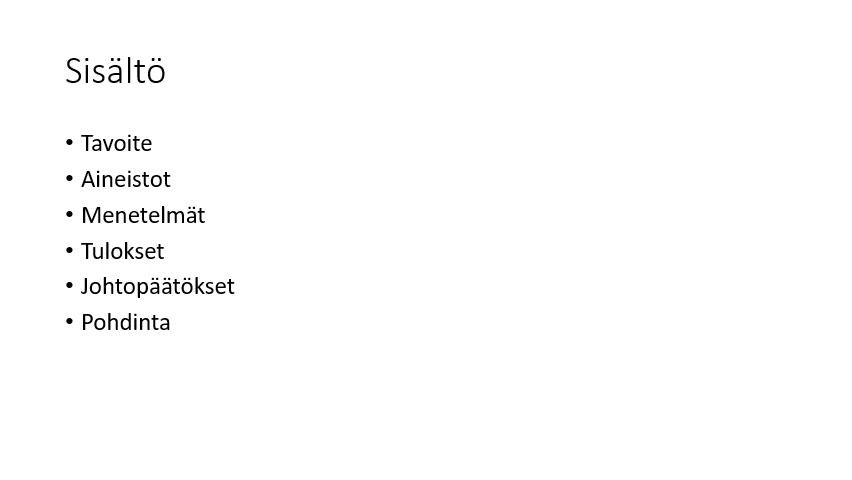 Sisältö
• Tavoite
• Aineistot
• Menetelmät
• Tulokset
• Johtopäätökset
• Pohdinta